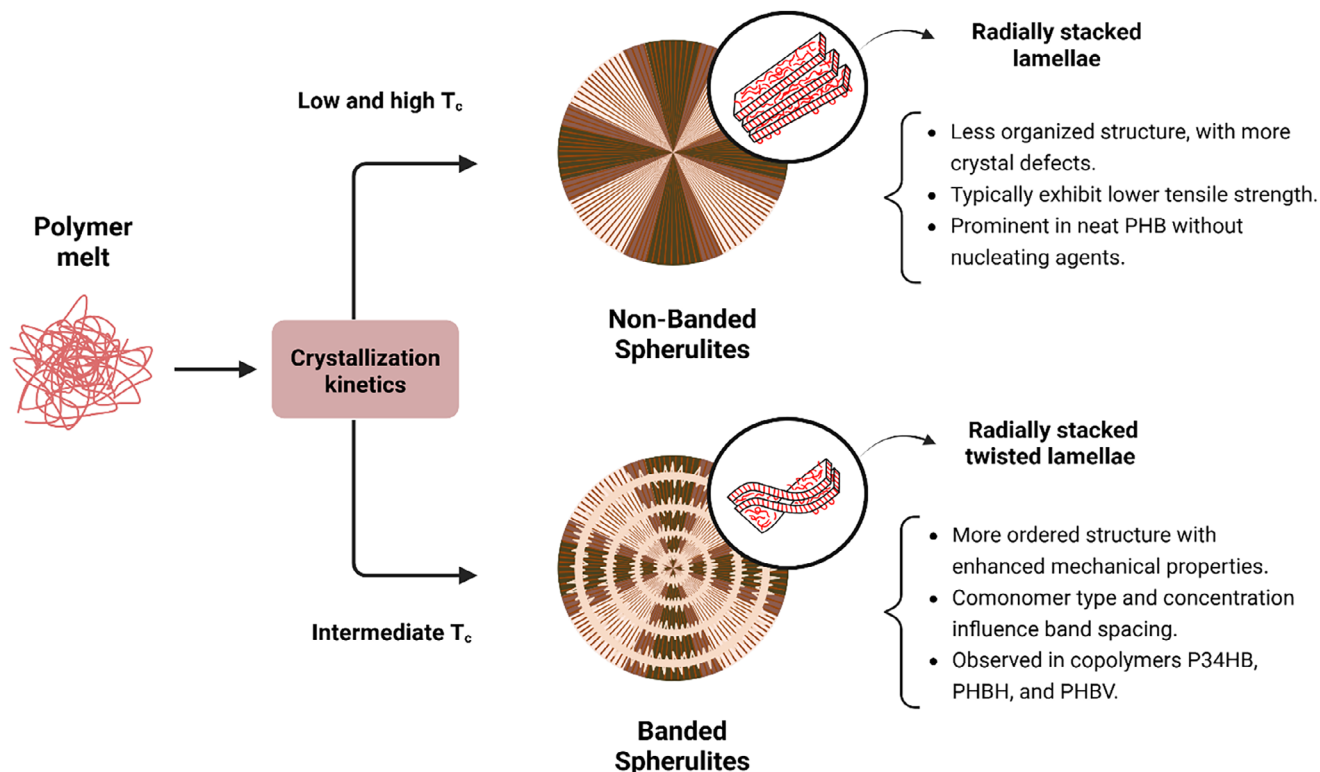 Polymer
melt
Crystallization
kinetics
Low and high Tc
Non-Banded
Spherulites
Radially stacked
lamellae
• Less organized structure, with more
crystal defects.
• Typically exhibit lower tensile strength.
• Prominent in neat PHB without
nucleating agents.
Intermediate Tc
Banded
Spherulites
Radially stacked
twisted lamellae
• More ordered structure with
enhanced mechanical properties.
• Comonomer type and concentration
influence band spacing.
• Observed in copolymers P34HB,
PHBH, and PHBV.